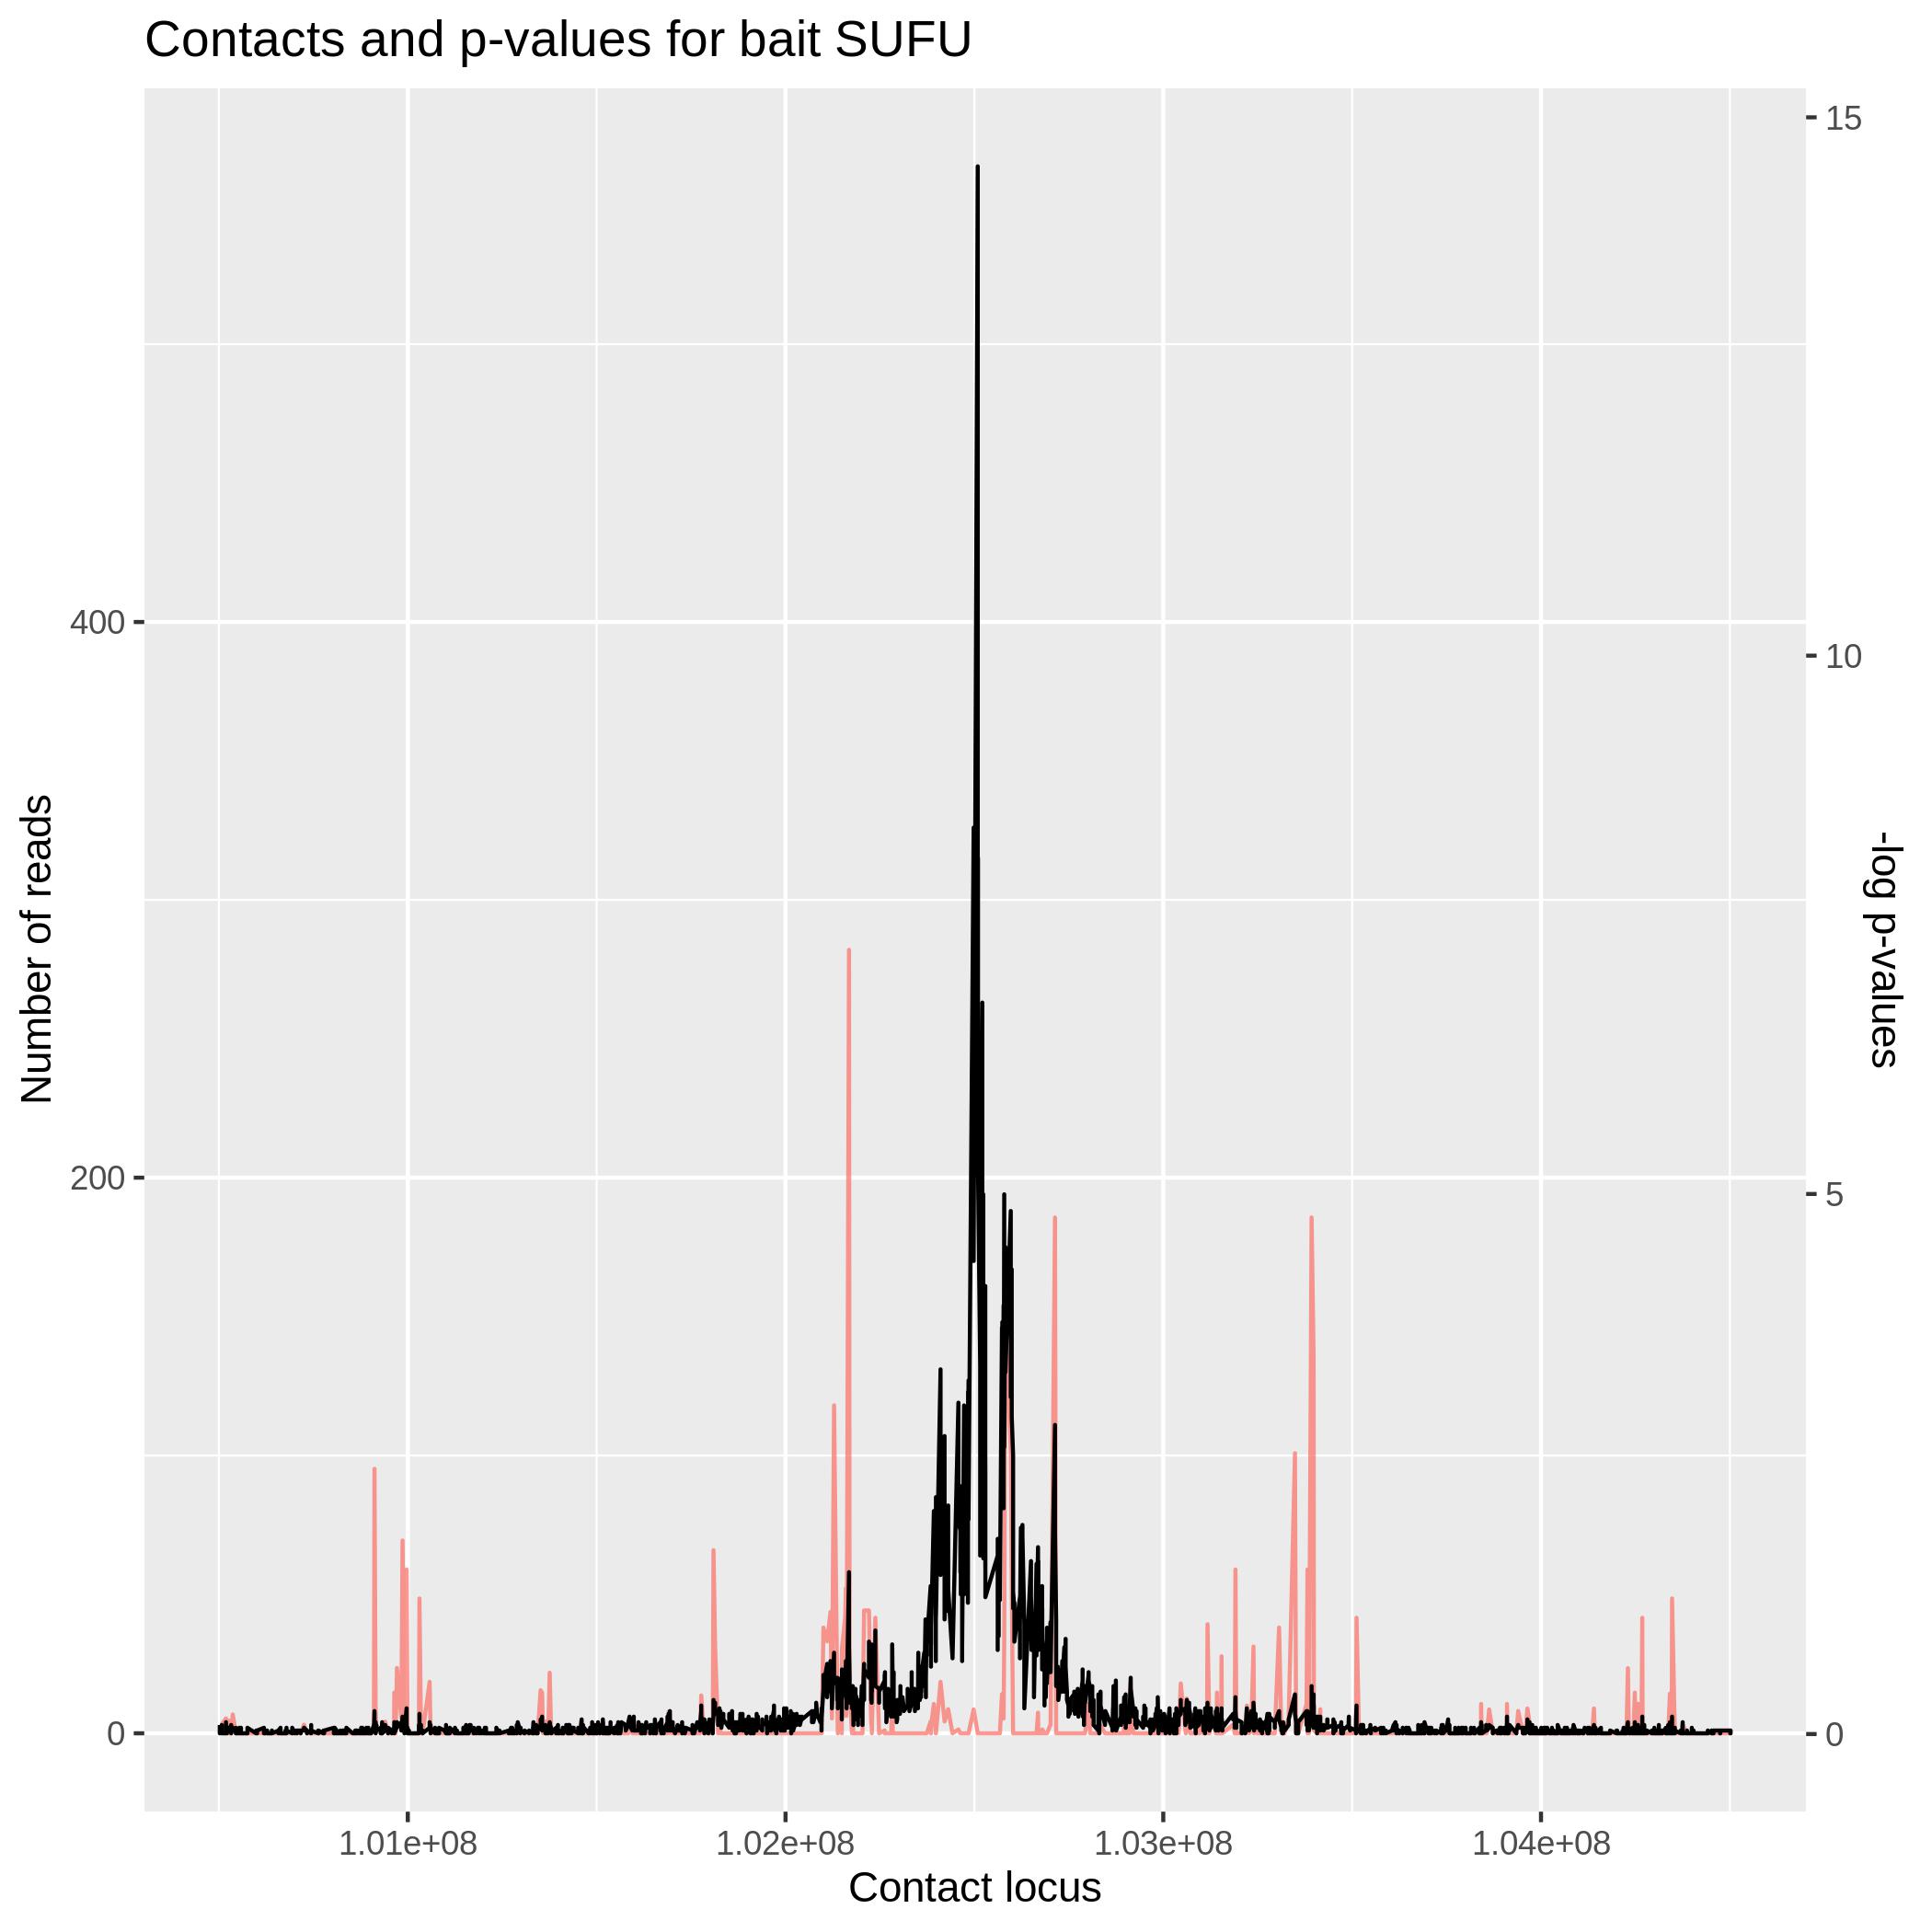 Contacts and p-values for bait SUFU
15
400
10
Number of reads
-log p-values
200
5
0
0
1.01e+08
1.02e+08
1.03e+08
1.04e+08
Contact locus